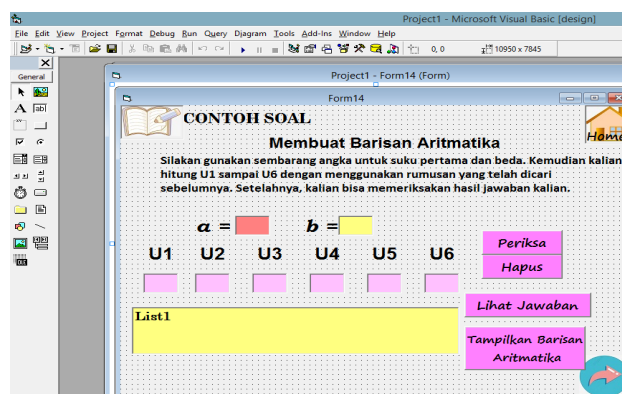 Project1 - Microsoft Visual Basic [design]
File Edit View Project Format Debug Run Query Diagram Tools Add-Ins Window Help
0, 0 10950 x 7845
General
Project1 - Form14 (Form)
Form14
CONTOH SOAL
Home
Membuat Barisan Aritmatika
Silakan gunakan sembarang angka untuk suku pertama dan beda. Kemudian kalian
hitung U1 sampai U6 dengan menggunakan rumusan yang telah dicari
sebelumnya. Setelahnya, kalian bisa memeriksakan hasil jawaban kalian.
a = b =
Periksa
U1 U2 U3 U4 U5 U6
Hapus
Lihat Jawaban
List1
Tampilkan Barisan
Aritmatika